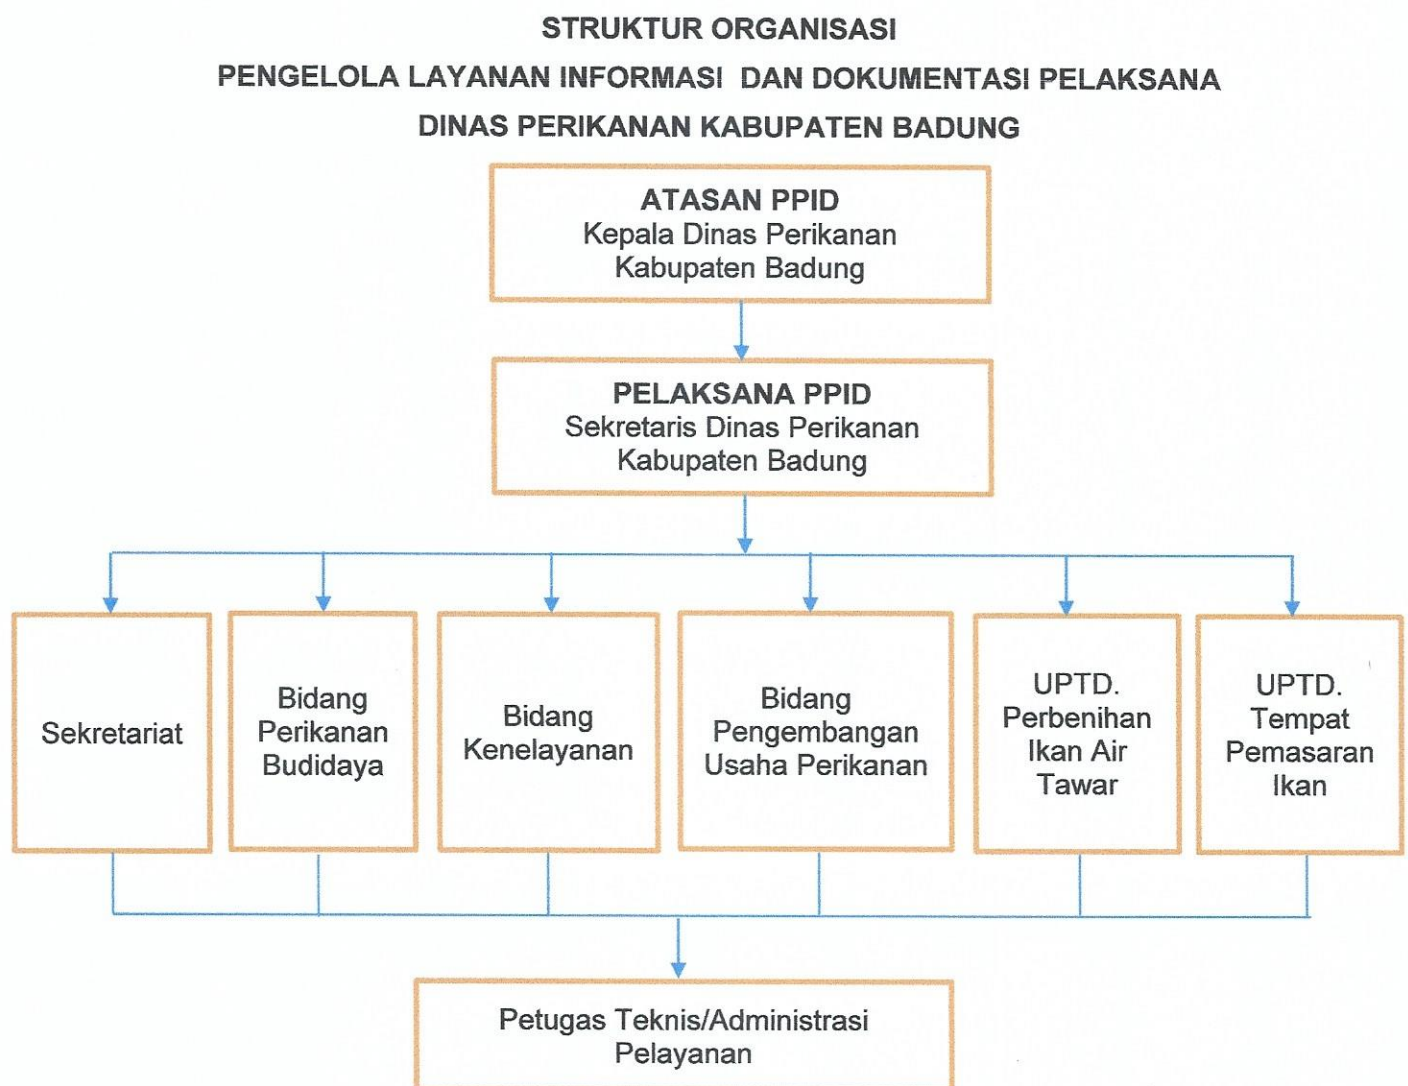 STRUKTUR ORGANISASI
PENGELOLA LAYANAN INFORMASI DAN DOKUMENTASI PELAKSANA
DINAS PERIKANAN KABUPATEN BADUNG
ATASAN PPID
Kepala Dinas Perikanan
Kabupaten Badung
PELAKSANA PPID
Sekretaris Dinas Perikanan
Kabupaten Badung
Sekretariat
Bidang
Perikanan
Budidaya
Bidang
Kenelayanan
Bidang
Pengembangan
Usaha Perikanan
UPTD.
Perbenihan
Ikan Air
Tawar
UPTD.
Tempat
Pemasaran
Ikan
Petugas Teknis/Administrasi
Pelayanan